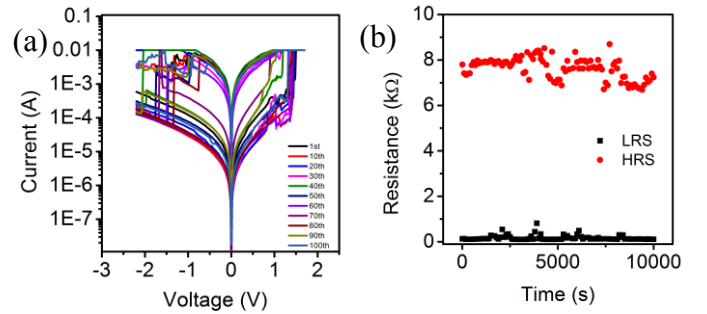 (a)
Current (A)
0.1
0.01
1E-3
1E-4
1E-5
1E-6
1E-7
-3 -2 -1 0 1 2
Voltage (V)
1st
10th
20th
30th
40th
50th
60th
70th
80th
90th
100th
(b)
Resistance (kΩ)
10
8
6
4
2
0
LRS
HRS
0 5000 10000
Time (s)